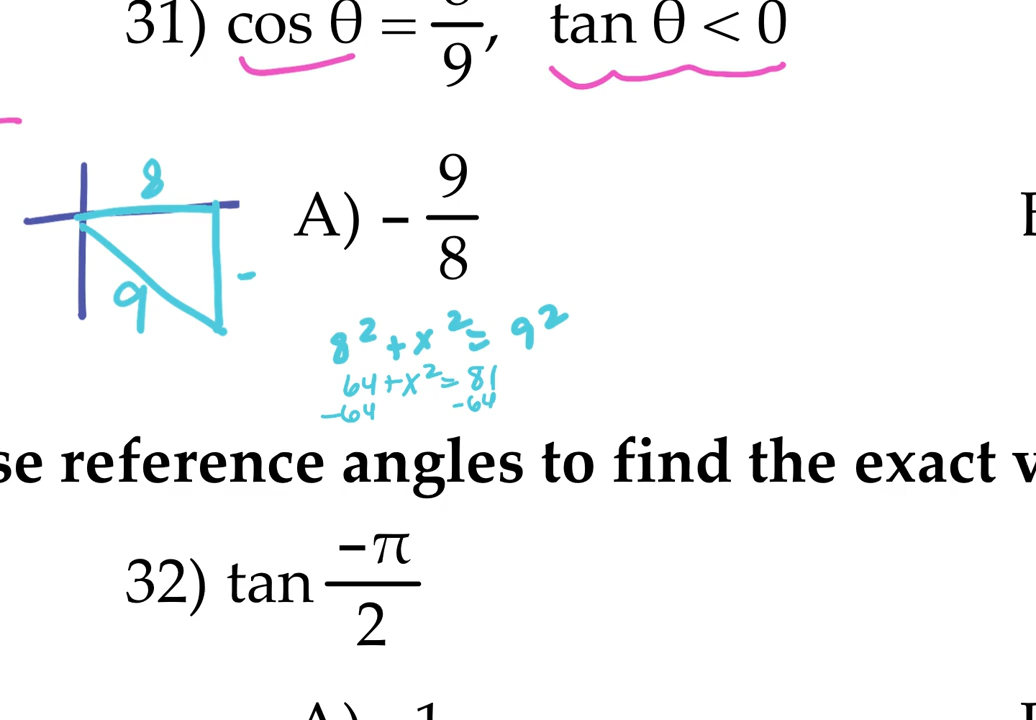 31) cos θ = /9, tan θ < 0
8
A) - 9/8
9 -
8² + x² = 9²
64 + x² = 81
-64 -64
se reference angles to find the exact v
32) tan -π/2
A) 1